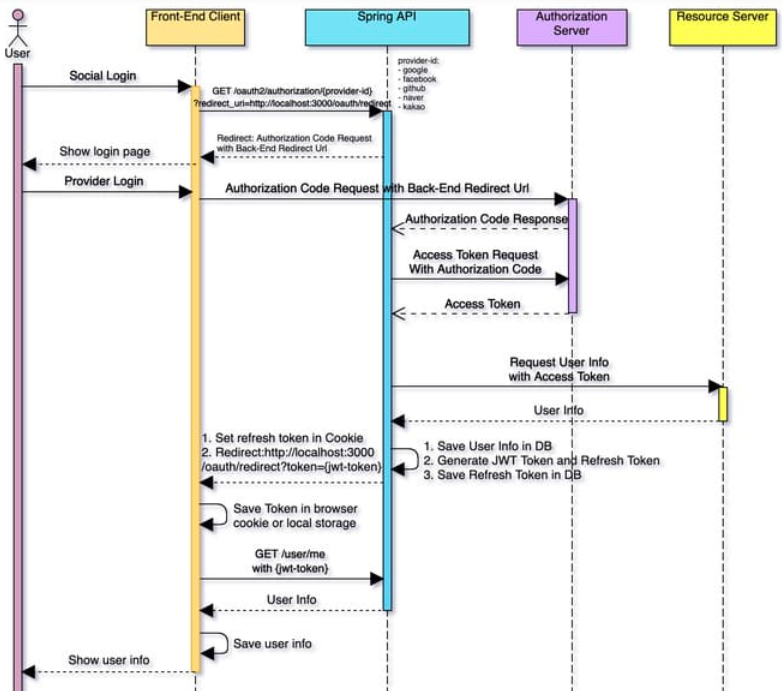 Front-End Client
Spring API
Authorization
Server
Resource Server
User
provider-id:
- google
- facebook
- github
- naver
- kakao
Social Login
GET /oauth2/authorization/{provider-id}
?redirect_uri=http://localhost:3000/oauth/redirect
Redirect: Authorization Code Request
with Back-End Redirect Url
Show login page
Provider Login
Authorization Code Request with Back-End Redirect Url
Authorization Code Response
Access Token Request
With Authorization Code
Access Token
Request User Info
with Access Token
User Info
1. Set refresh token in Cookie
2. Redirect:http://localhost:3000
/oauth/redirect?token={jwt-token}
1. Save User Info in DB
2. Generate JWT Token and Refresh Token
3. Save Refresh Token in DB
Save Token in browser
cookie or local storage
GET /user/me
with {jwt-token}
User Info
Save user info
Show user info